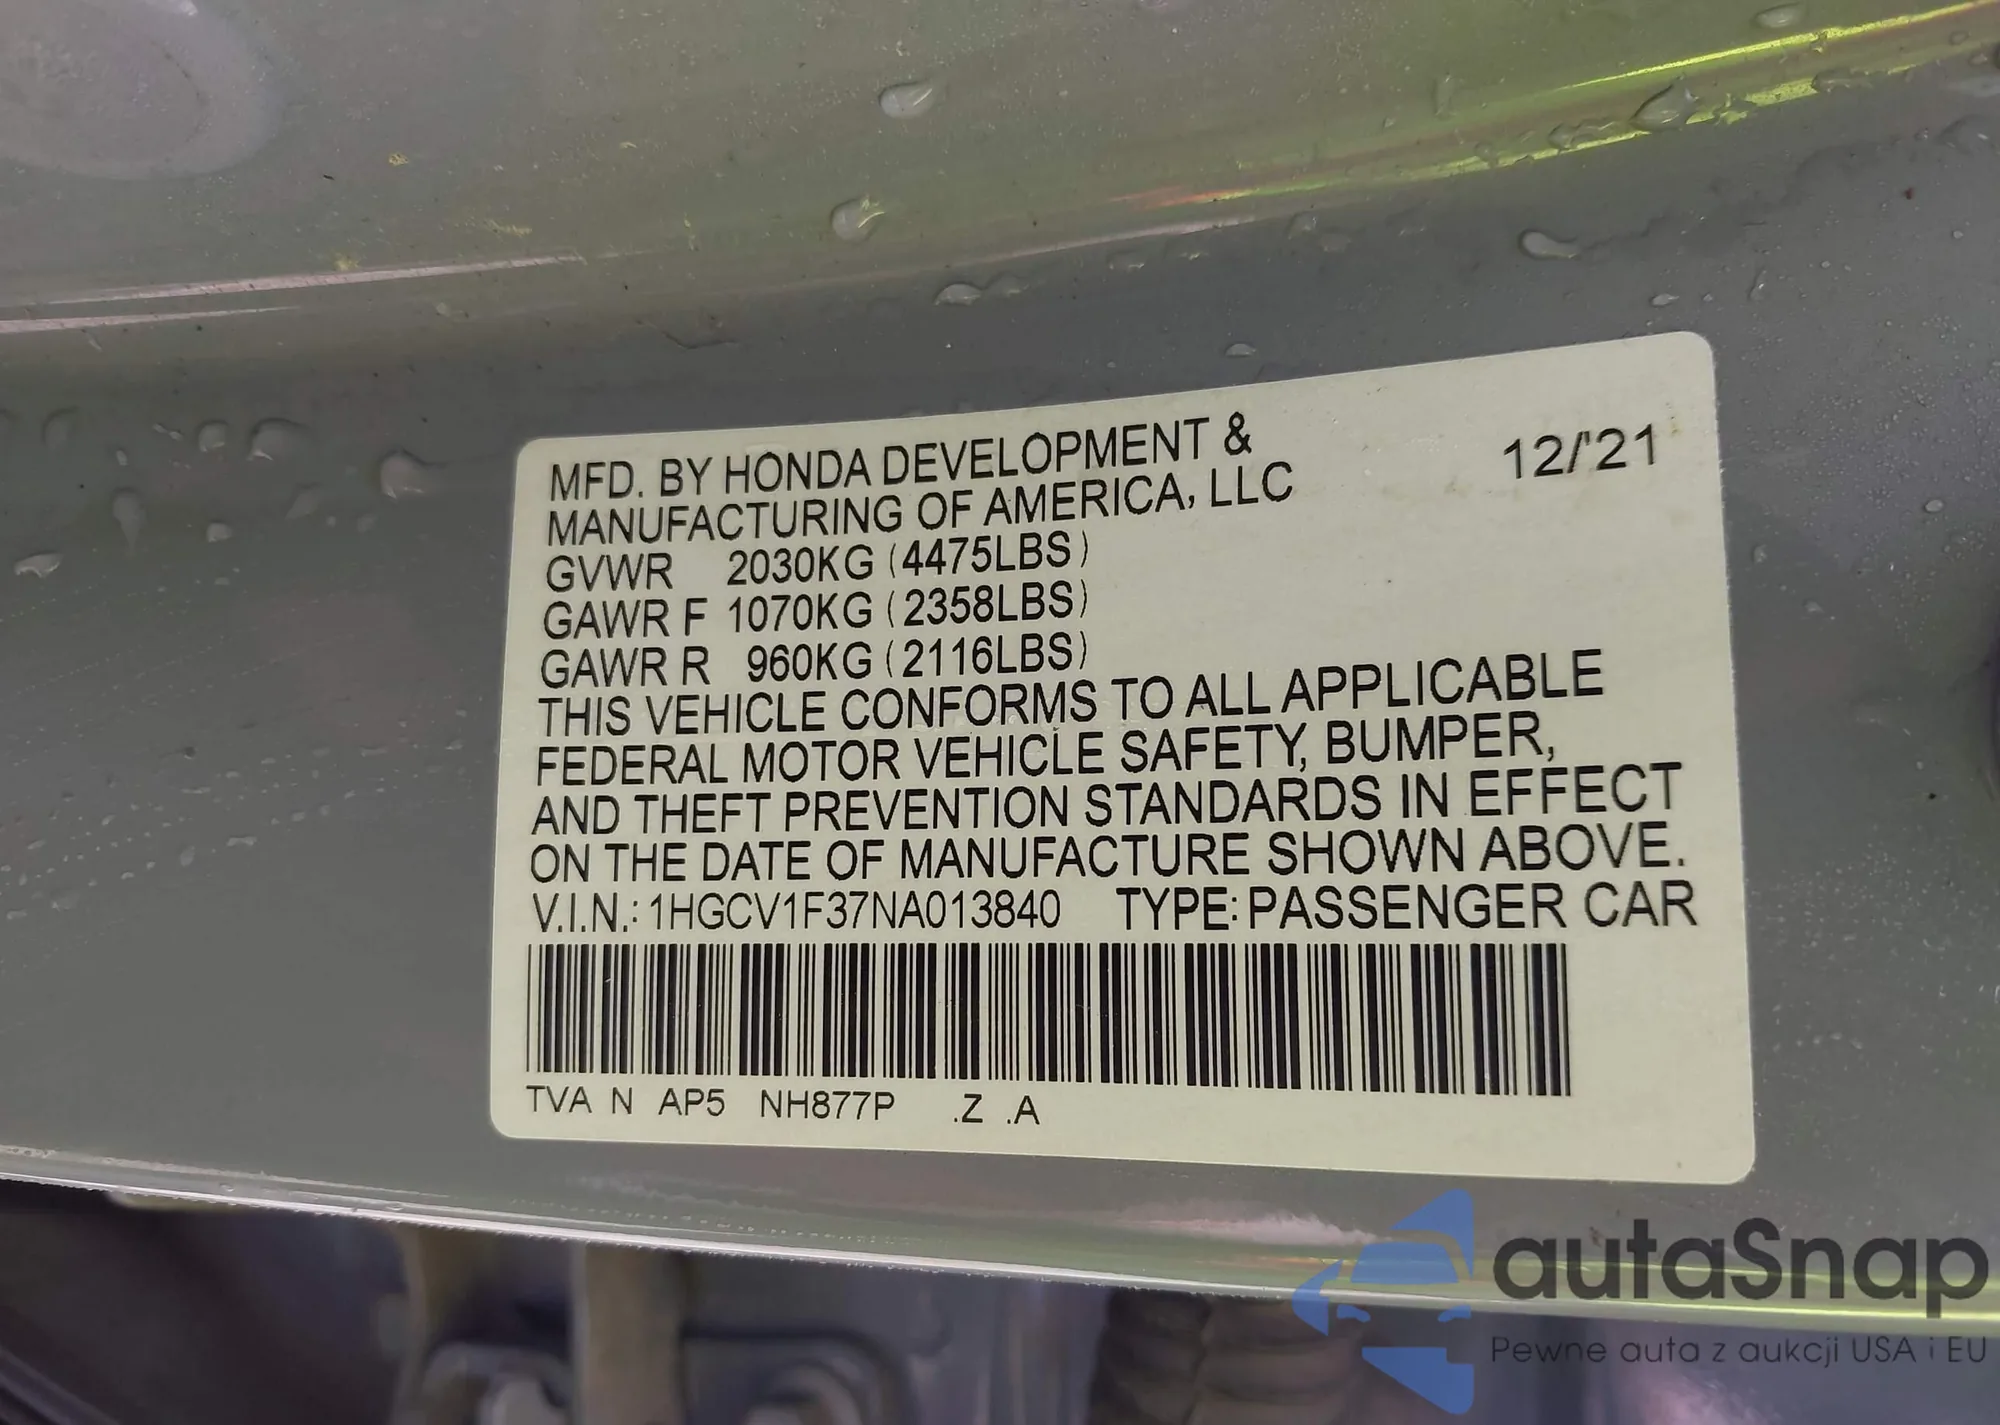 MFD. BY HONDA DEVELOPMENT &
MANUFACTURING OF AMERICA, LLC
12/'21
GVWR 2030KG (4475LBS)
GAWR F 1070KG (2358LBS)
GAWR R 960KG (2116LBS)
THIS VEHICLE CONFORMS TO ALL APPLICABLE
FEDERAL MOTOR VEHICLE SAFETY, BUMPER,
AND THEFT PREVENTION STANDARDS IN EFFECT
ON THE DATE OF MANUFACTURE SHOWN ABOVE.
V.I.N.: 1HGCV1F37NA013840 TYPE: PASSENGER CAR
TVA N AP5 NH877P .Z .A
autaSnap
Pewne auta z aukcji USA i EU